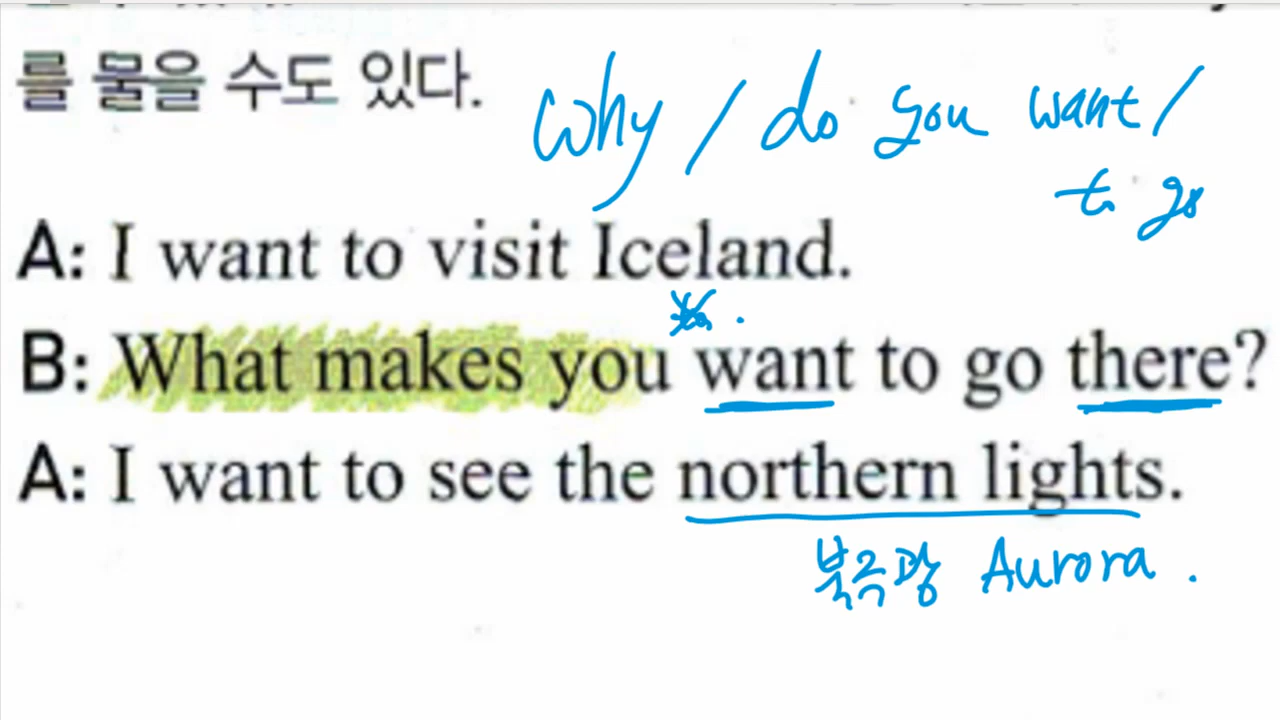 를 물을 수도 있다.
Why / do you want /
to go
A: I want to visit Iceland.
B: What makes you want to go there?
A: I want to see the northern lights.
북극광 Aurora.